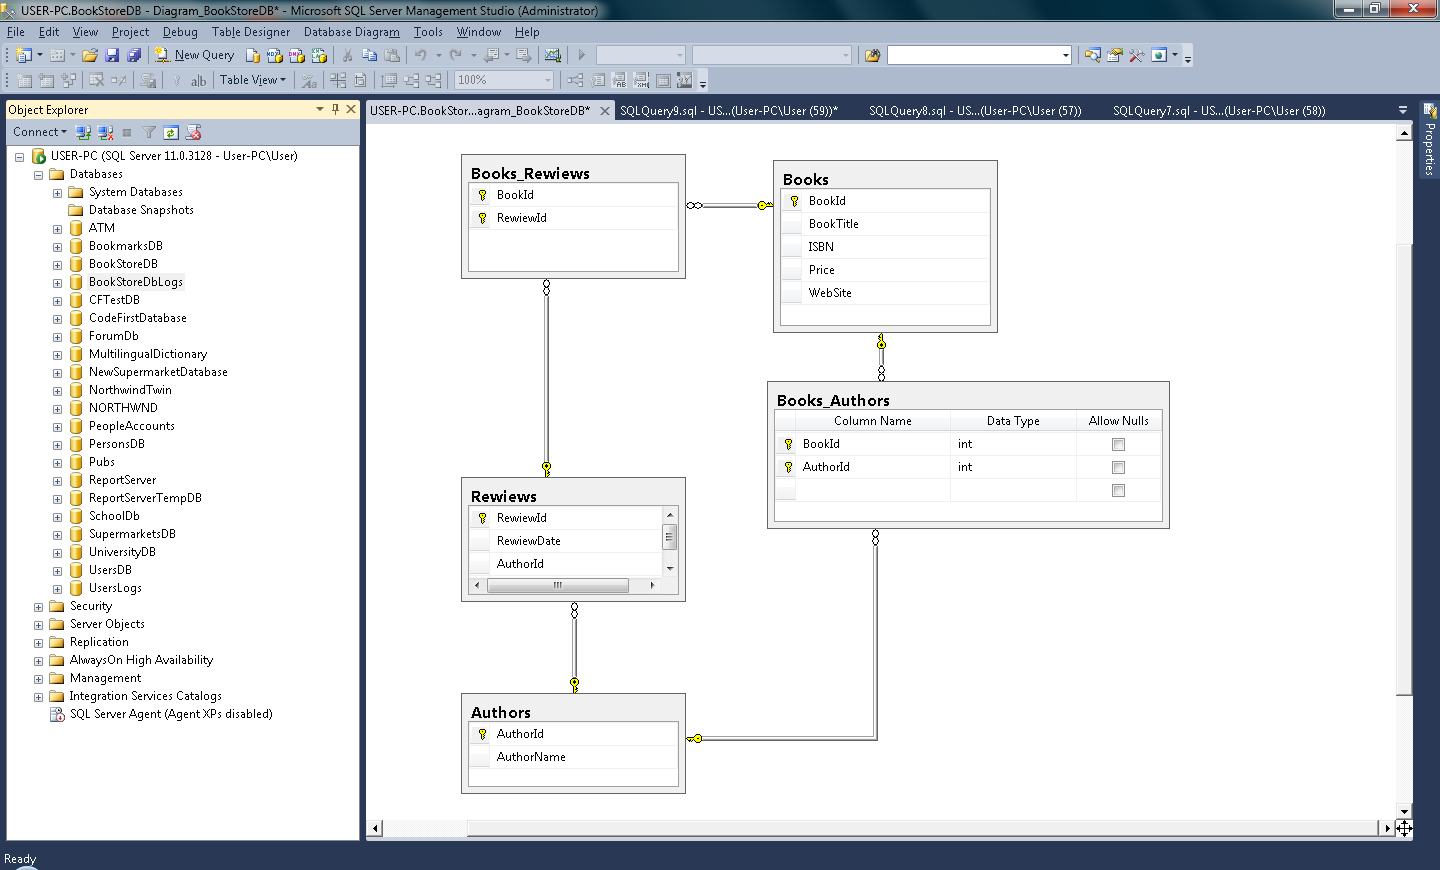 USER-PC.BookStoreDB - Diagram_BookStoreDB* - Microsoft SQL Server Management Studio (Administrator)
File Edit View Project Debug Table Designer Database Diagram Tools Window Help
New Query
Table View 100%
Object Explorer
Connect
USER-PC (SQL Server 11.0.3128 - User-PC\User)
Databases
System Databases
Database Snapshots
ATM
BookmarksDB
BookStoreDB
BookStoreDbLogs
CFTestDB
CodeFirstDatabase
ForumDb
MultilingualDictionary
NewSupermarketDatabase
NorthwindTwin
NORTHWND
PeopleAccounts
PersonsDB
Pubs
ReportServer
ReportServerTempDB
SchoolDb
SupermarketsDB
UniversityDB
UsersDB
UsersLogs
Security
Server Objects
Replication
AlwaysOn High Availability
Management
Integration Services Catalogs
SQL Server Agent (Agent XPs disabled)
USER-PC.BookStor...agram_BookStoreDB* SQLQuery9.sql - US...(User-PC\User (59))* SQLQuery8.sql - US...(User-PC\User (57)) SQLQuery7.sql - US...(User-PC\User (58))
Books_Rewiews
BookId
RewiewId
Books
BookId
BookTitle
ISBN
Price
WebSite
Books_Authors
Column Name Data Type Allow Nulls
BookId int
AuthorId int
Rewiews
RewiewId
RewiewDate
AuthorId
Authors
AuthorId
AuthorName
Properties
Ready